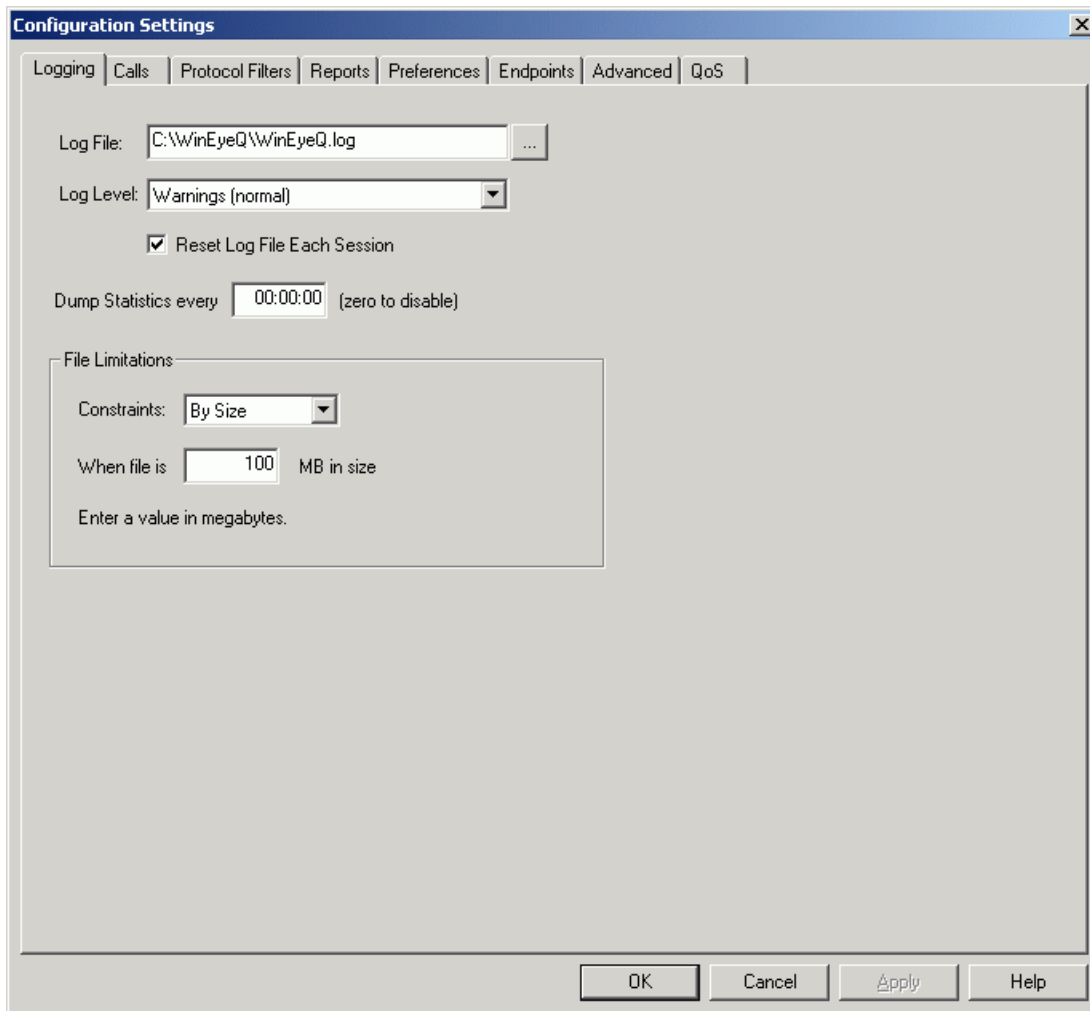 Configuration Settings
Logging Calls Protocol Filters Reports Preferences Endpoints Advanced QoS
Log File: C:\WinEyeQ\WinEyeQ.log ...
Log Level: Warnings (normal)
Reset Log File Each Session
Dump Statistics every 00:00:00 (zero to disable)
File Limitations
Constraints: By Size
When file is 100 MB in size
Enter a value in megabytes.
OK Cancel Apply Help